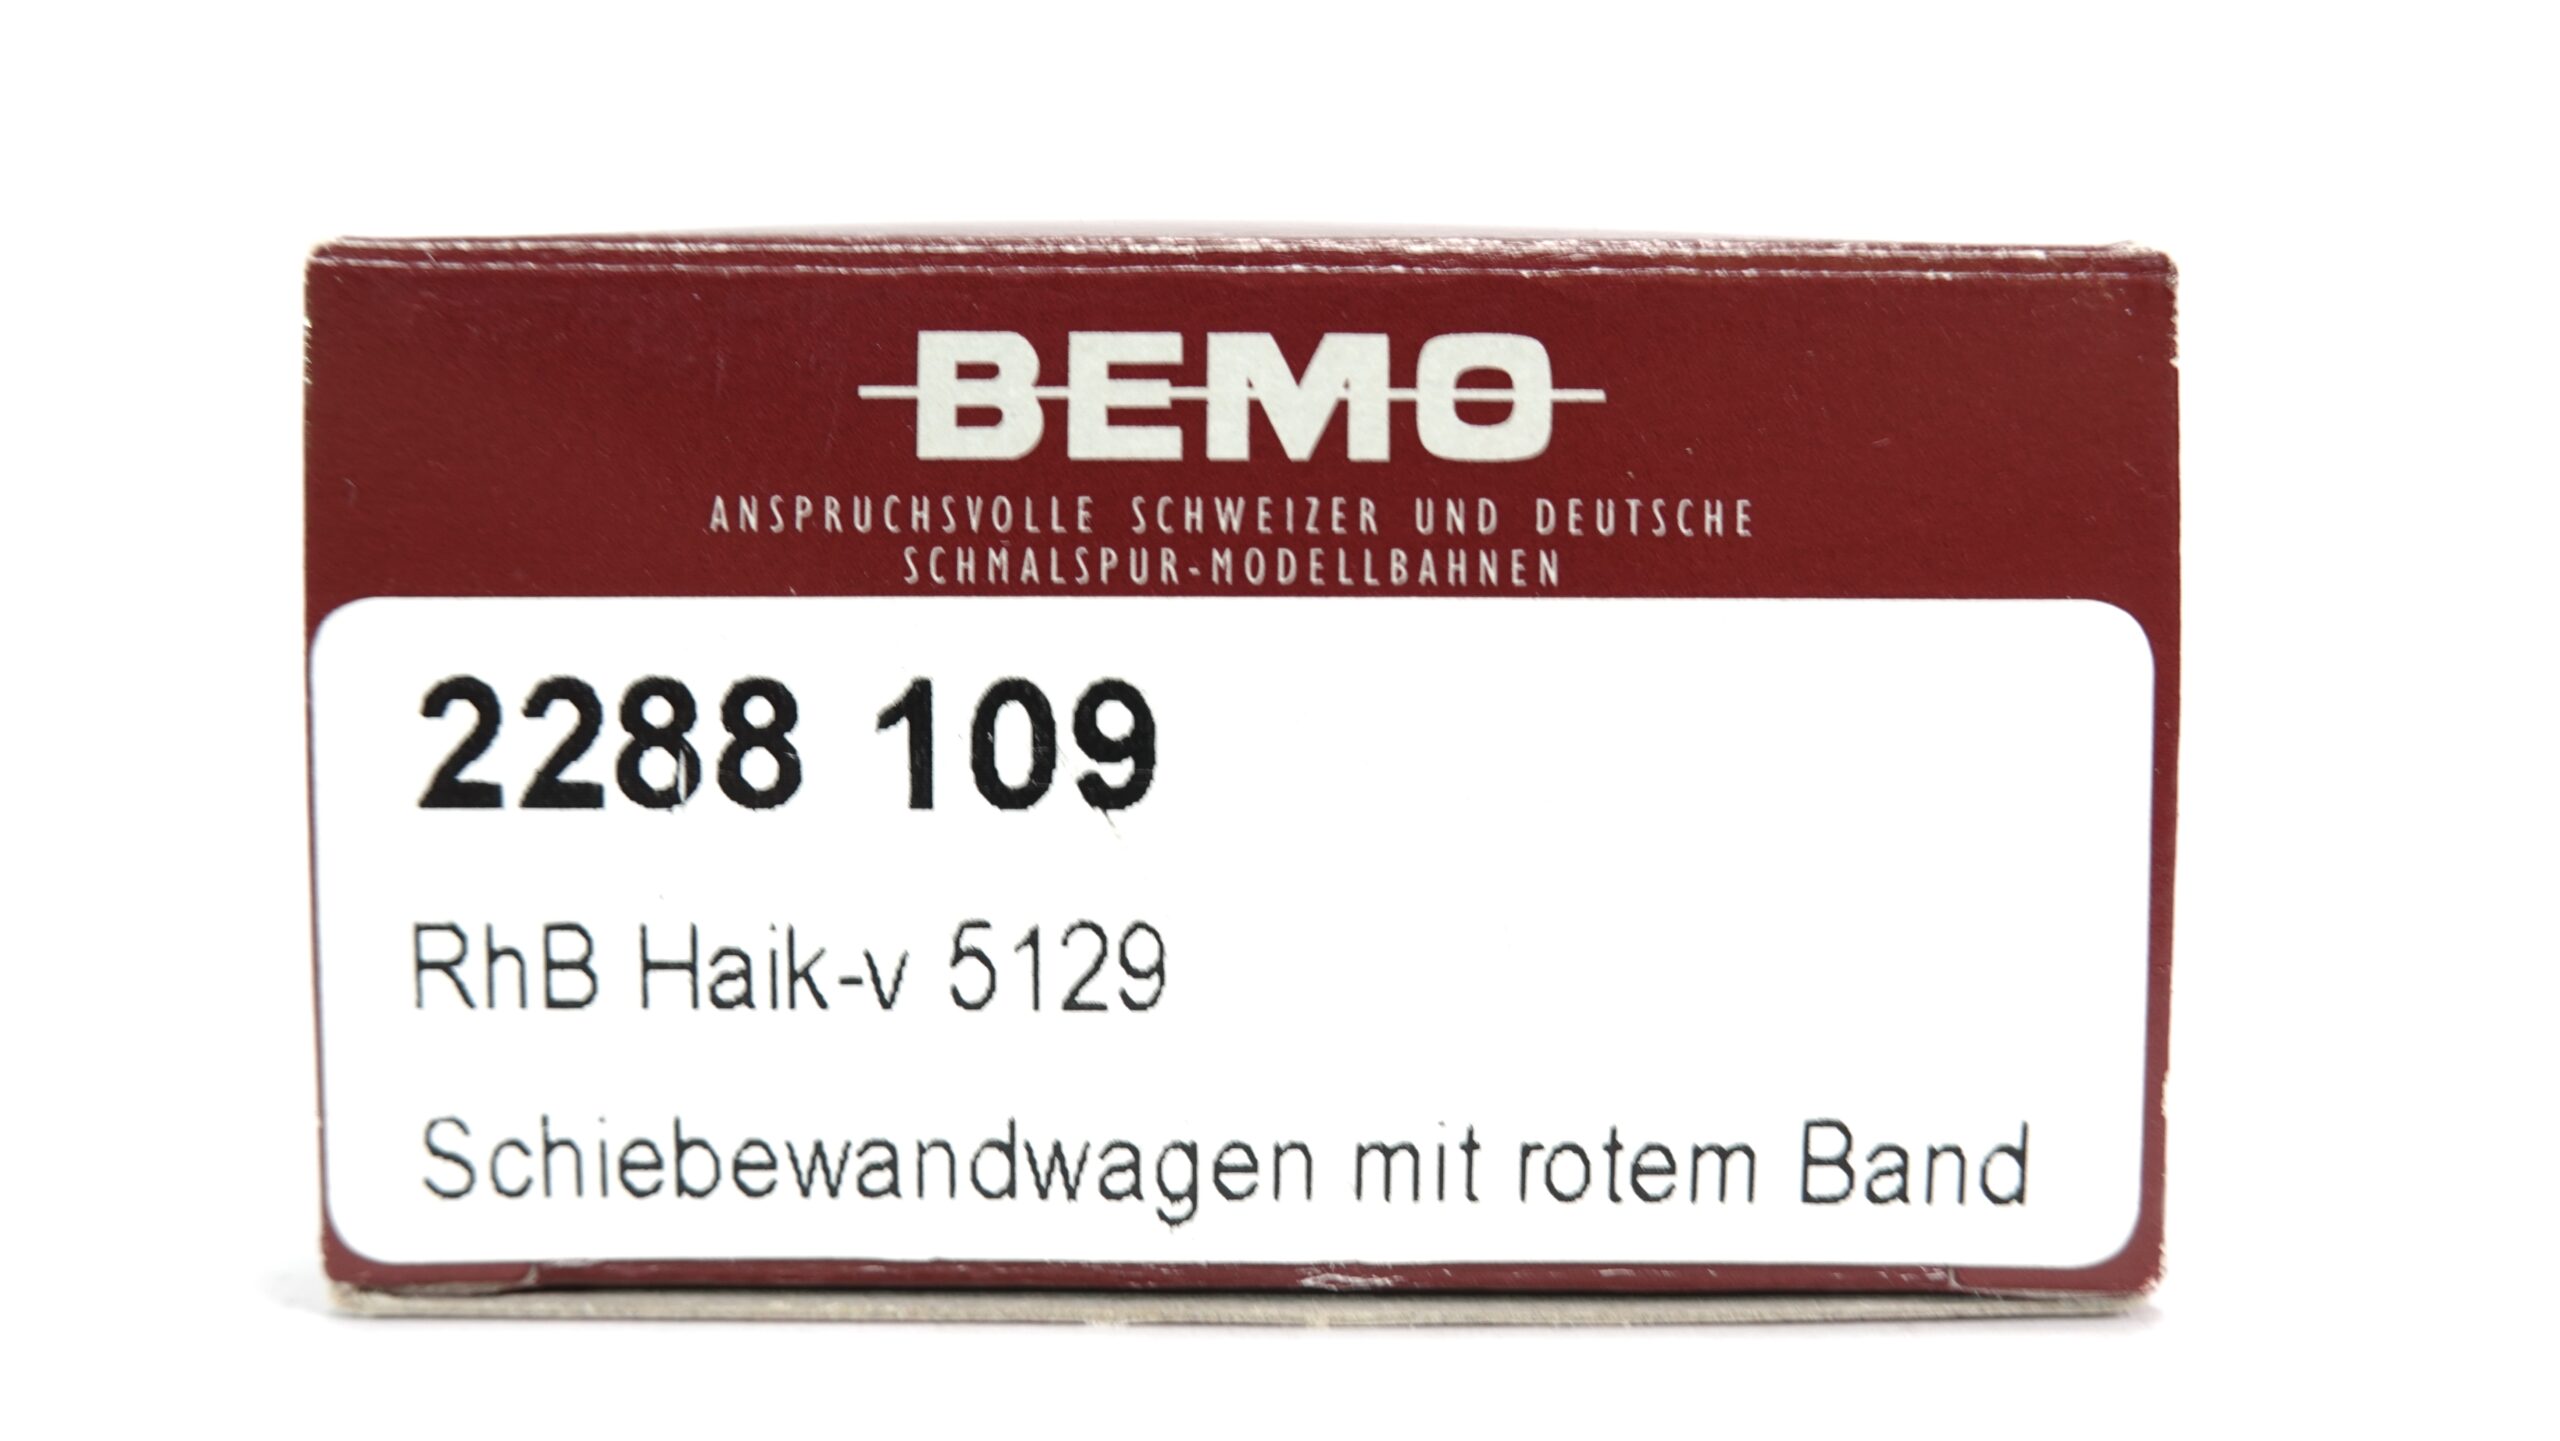 BEMO
ANSPRUCHSVOLLE SCHWEIZER UND DEUTSCHE
SCHMALSPUR-MODELLBAHNEN
2288 109
RhB Haik-v 5129
Schiebewandwagen mit rotem Band